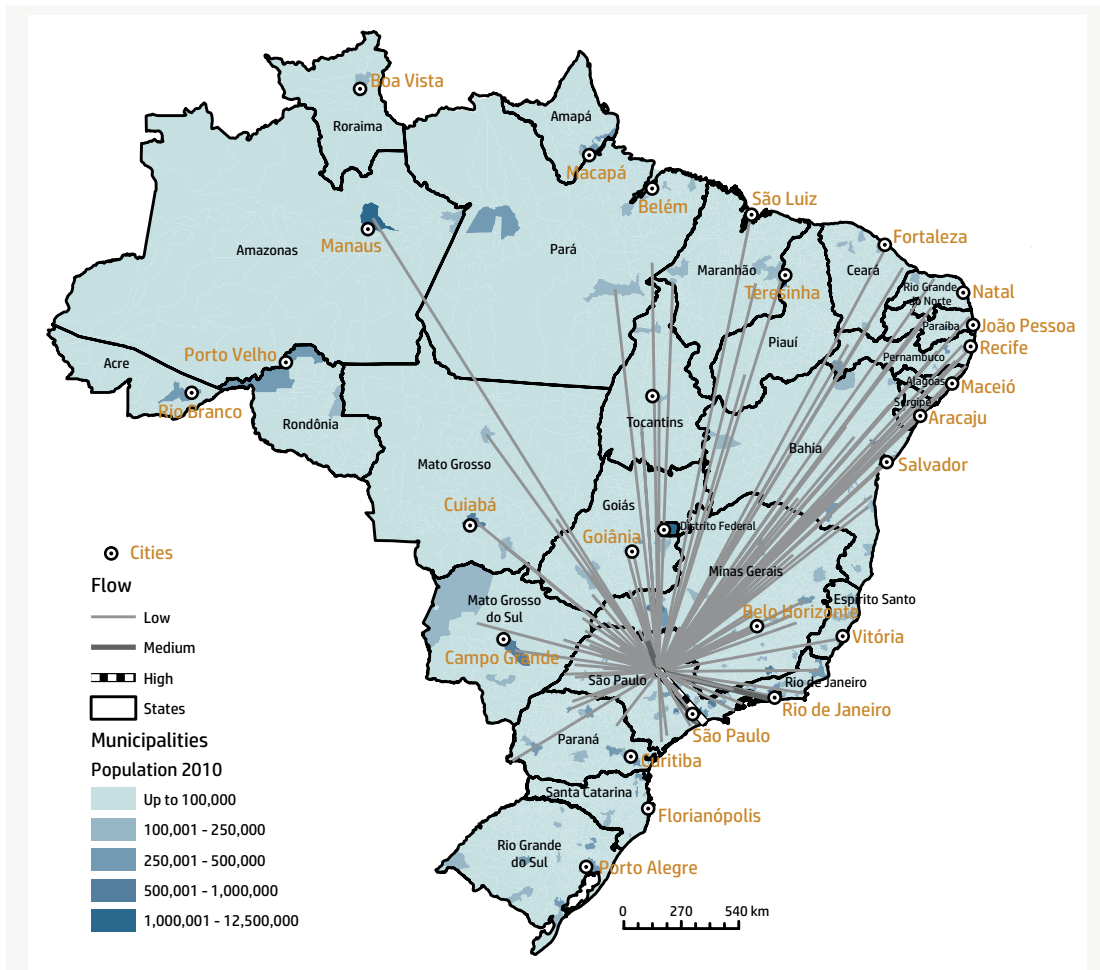 Boa Vista
Roraima
Amapá
Macapá
Belém
São Luiz
Manaus
Amazonas
Pará
Maranhão
Teresinha
Ceará
Fortaleza
Rio Grande
do Norte
Natal
Paraíba
João Pessoa
Piauí
Pernambuco
Recife
Acre
Porto Velho
Rio Branco
Rondônia
Tocantins
Alagoas
Maceió
Sergipe
Aracaju
Bahia
Salvador
Mato Grosso
Cuiabá
Goiás
Goiânia
Distrito Federal
Minas Gerais
Mato Grosso
do Sul
Campo Grande
Belo Horizonte
Espírito Santo
Vitória
São Paulo
Rio de Janeiro
Rio de Janeiro
São Paulo
Paraná
Curitiba
Santa Catarina
Florianópolis
Rio Grande
do Sul
Porto Alegre
Cities
Flow
Low
Medium
High
States
Municipalities
Population 2010
Up to 100,000
100,001 - 250,000
250,001 - 500,000
500,001 - 1,000,000
1,000,001 - 12,500,000
0 270 540 km